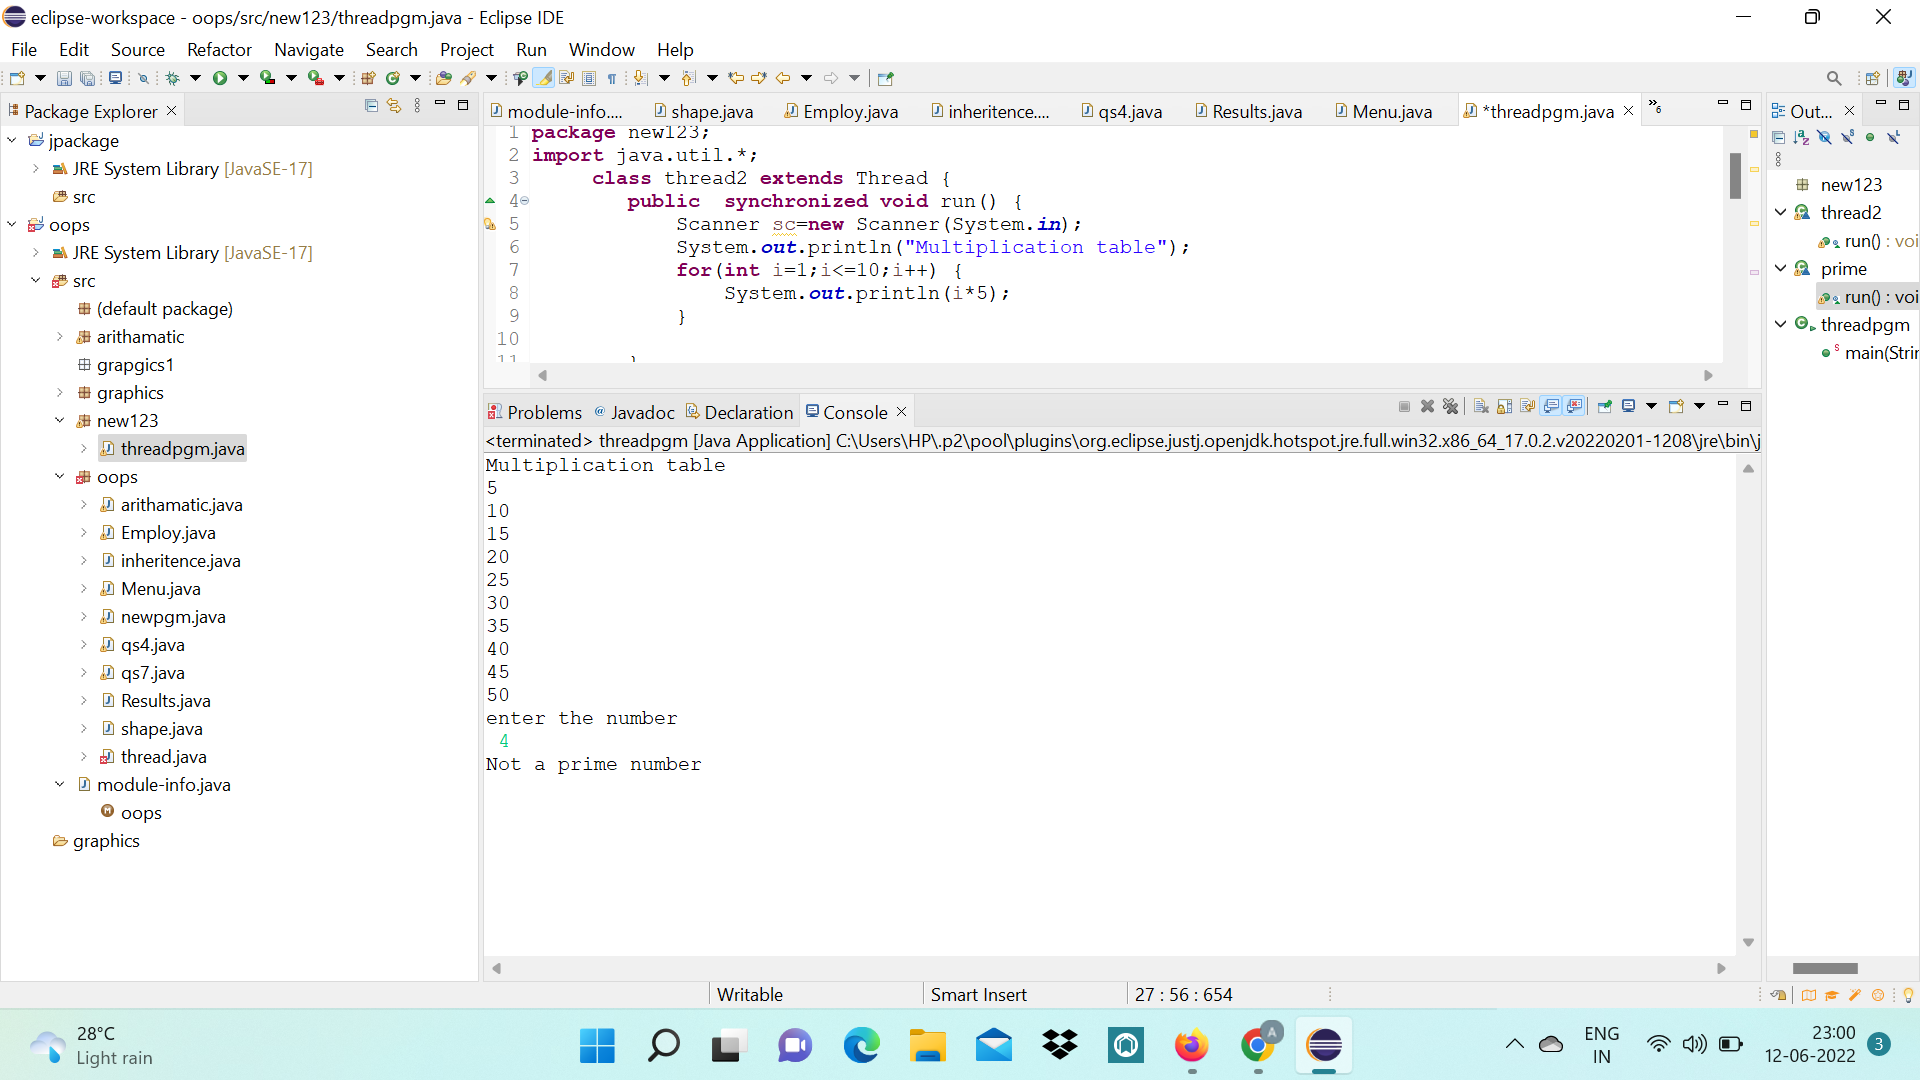 eclipse-workspace - oops/src/new123/threadpgm.java - Eclipse IDE
File Edit Source Refactor Navigate Search Project Run Window Help
Package Explorer
jpackage
JRE System Library [JavaSE-17]
src
oops
JRE System Library [JavaSE-17]
src
(default package)
arithamatic
grapgics1
graphics
new123
threadpgm.java
oops
arithamatic.java
Employ.java
inheritence.java
Menu.java
newpgm.java
qs4.java
qs7.java
Results.java
shape.java
thread.java
module-info.java
oops
graphics
module-info.... shape.java Employ.java inheritence.... qs4.java Results.java Menu.java *threadpgm.java »6
1 package new123;
2 import java.util.*;
3 class thread2 extends Thread {
4 public  synchronized void run() {
5 Scanner sc=new Scanner(System.in);
6 System.out.println("Multiplication table");
7 for(int i=1;i<=10;i++) {
8 System.out.println(i*5);
9 }
10
11 }
Problems Javadoc Declaration Console
<terminated> threadpgm [Java Application] C:\Users\HP\.p2\pool\plugins\org.eclipse.justj.openjdk.hotspot.jre.full.win32.x86_64_17.0.2.v20220201-1208\jre\bin\j
Multiplication table
5
10
15
20
25
30
35
40
45
50
enter the number
4
Not a prime number
Out...
new123
thread2
run() : voi
prime
run() : voi
threadpgm
main(Strin
Writable Smart Insert 27 : 56 : 654
28°C
Light rain
A
ENG
IN
23:00
12-06-2022
3